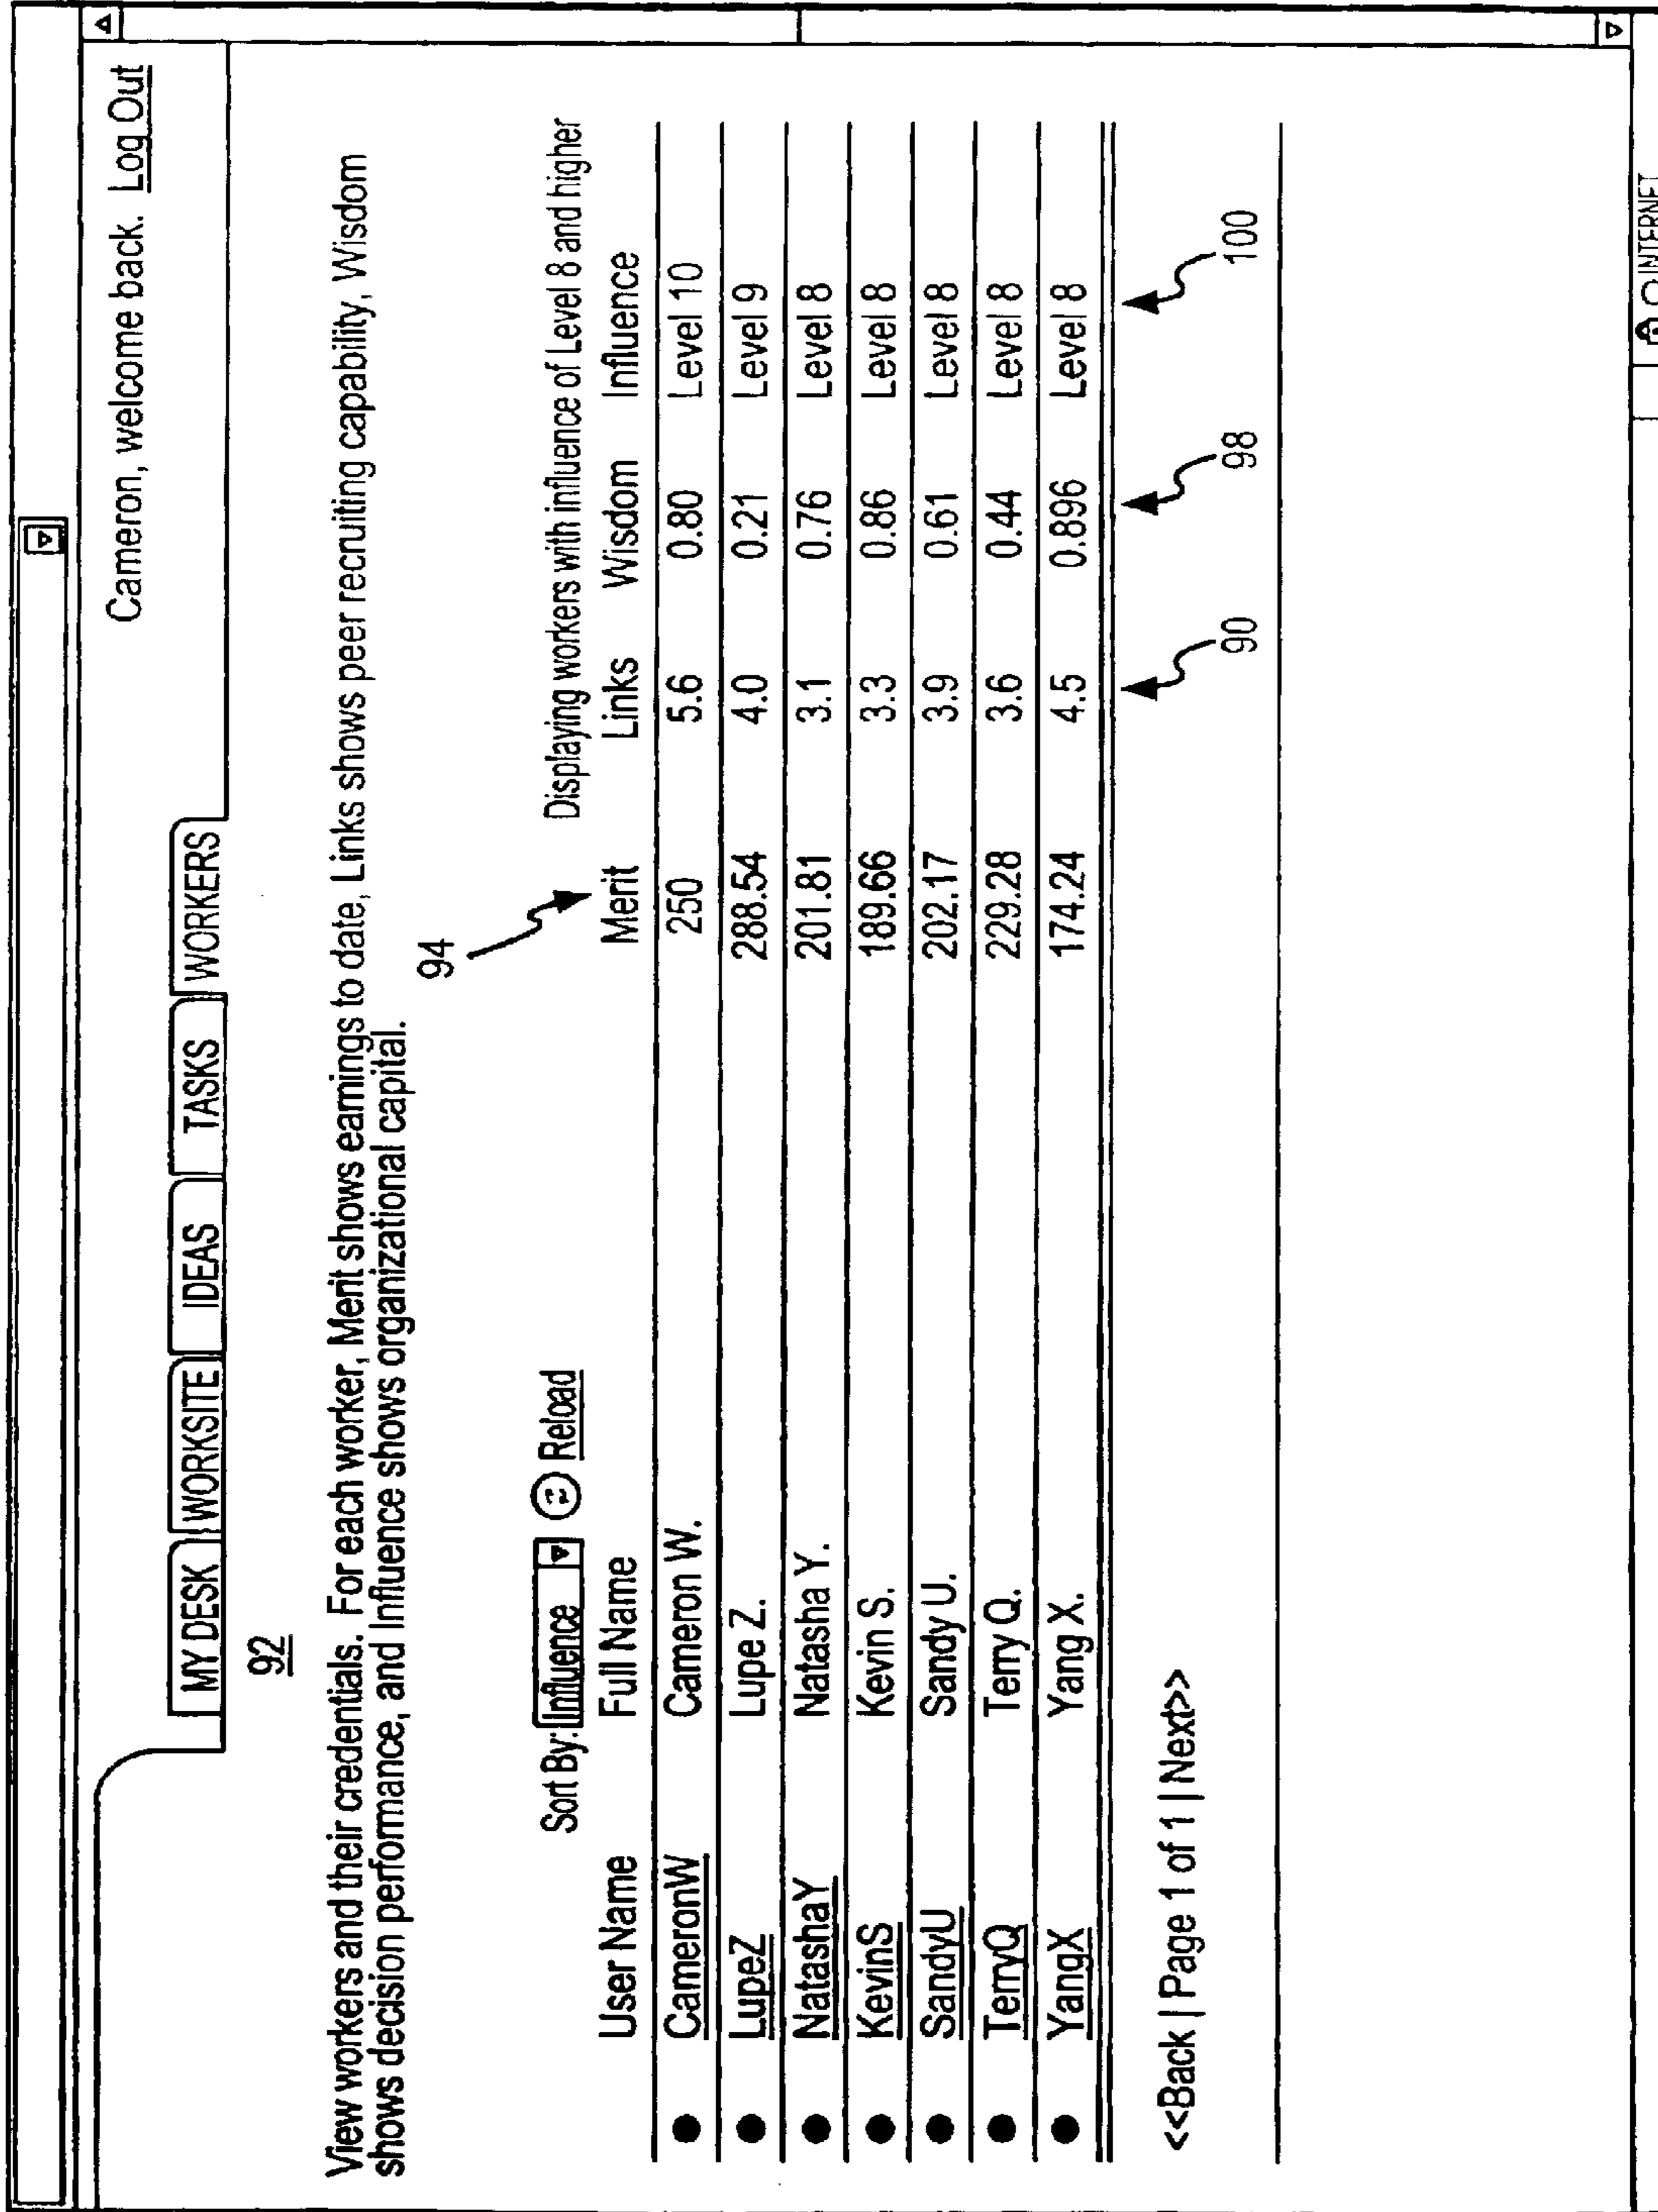 Cameron, welcome back. Log Out
MY DESK WORKSITE IDEAS TASKS WORKERS
92
View workers and their credentials. For each worker, Merit shows earnings to date, Links shows peer recruiting capability, Wisdom
shows decision performance, and Influence shows organizational capital.
94
Sort By: Influence Reload Displaying workers with influence of Level 8 and higher
User Name Full Name Merit Links Wisdom Influence
CameronW Cameron W. 250 5.6 0.80 Level 10
LupeZ Lupe Z. 288.54 4.0 0.21 Level 9
NatashaY Natasha Y. 201.81 3.1 0.76 Level 8
KevinS Kevin S. 189.66 3.3 0.86 Level 8
SandyU Sandy U. 202.17 3.9 0.61 Level 8
TerryQ Terry Q. 229.28 3.6 0.44 Level 8
YangX Yang X. 174.24 4.5 0.896 Level 8
<<Back | Page 1 of 1 | Next>>
90 98 100
INTERNET